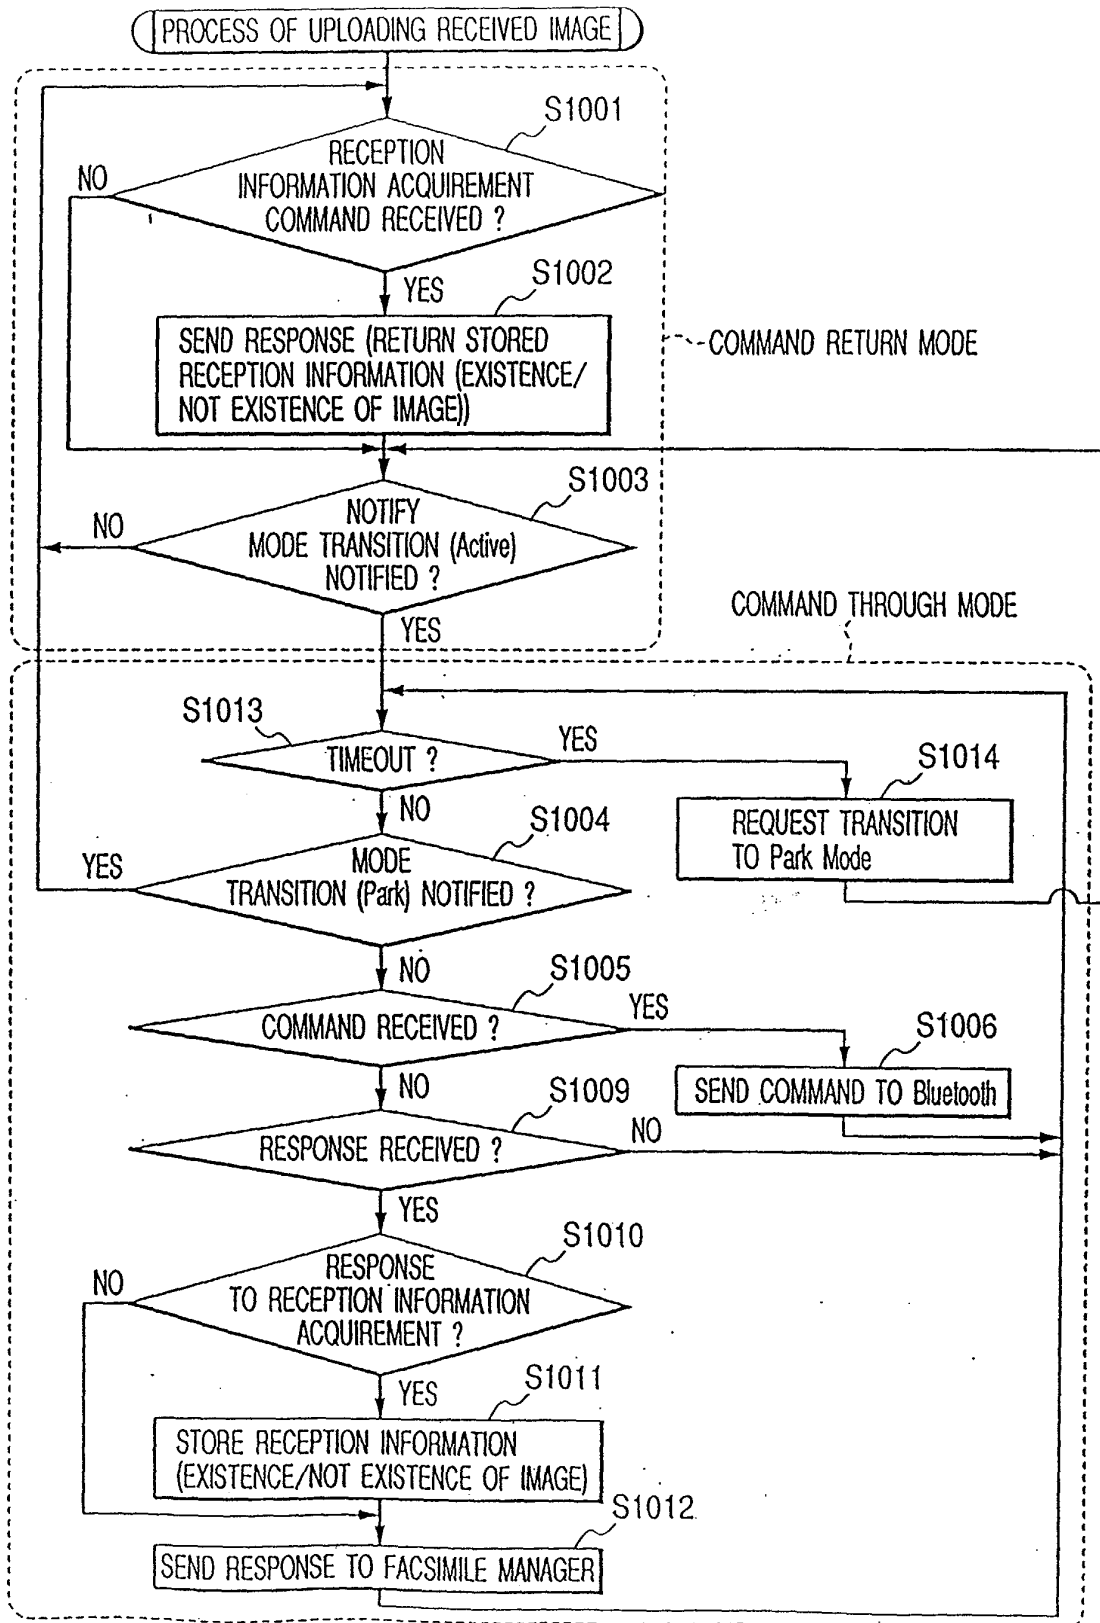 PROCESS OF UPLOADING RECEIVED IMAGE
S1001
RECEPTION
INFORMATION ACQUIREMENT
COMMAND RECEIVED ?
NO
YES
S1002
SEND RESPONSE (RETURN STORED
RECEPTION INFORMATION (EXISTENCE/
NOT EXISTENCE OF IMAGE))
COMMAND RETURN MODE
S1003
NOTIFY
MODE TRANSITION (Active)
NOTIFIED ?
NO
YES
COMMAND THROUGH MODE
S1013
TIMEOUT ?
YES
NO
S1014
REQUEST TRANSITION
TO Park Mode
S1004
MODE
TRANSITION (Park) NOTIFIED ?
YES
NO
S1005
COMMAND RECEIVED ?
YES
NO
S1006
SEND COMMAND TO Bluetooth
S1009
RESPONSE RECEIVED ?
NO
YES
S1010
RESPONSE
TO RECEPTION INFORMATION
ACQUIREMENT ?
NO
YES
S1011
STORE RECEPTION INFORMATION
(EXISTENCE/NOT EXISTENCE OF IMAGE)
S1012
SEND RESPONSE TO FACSIMILE MANAGER